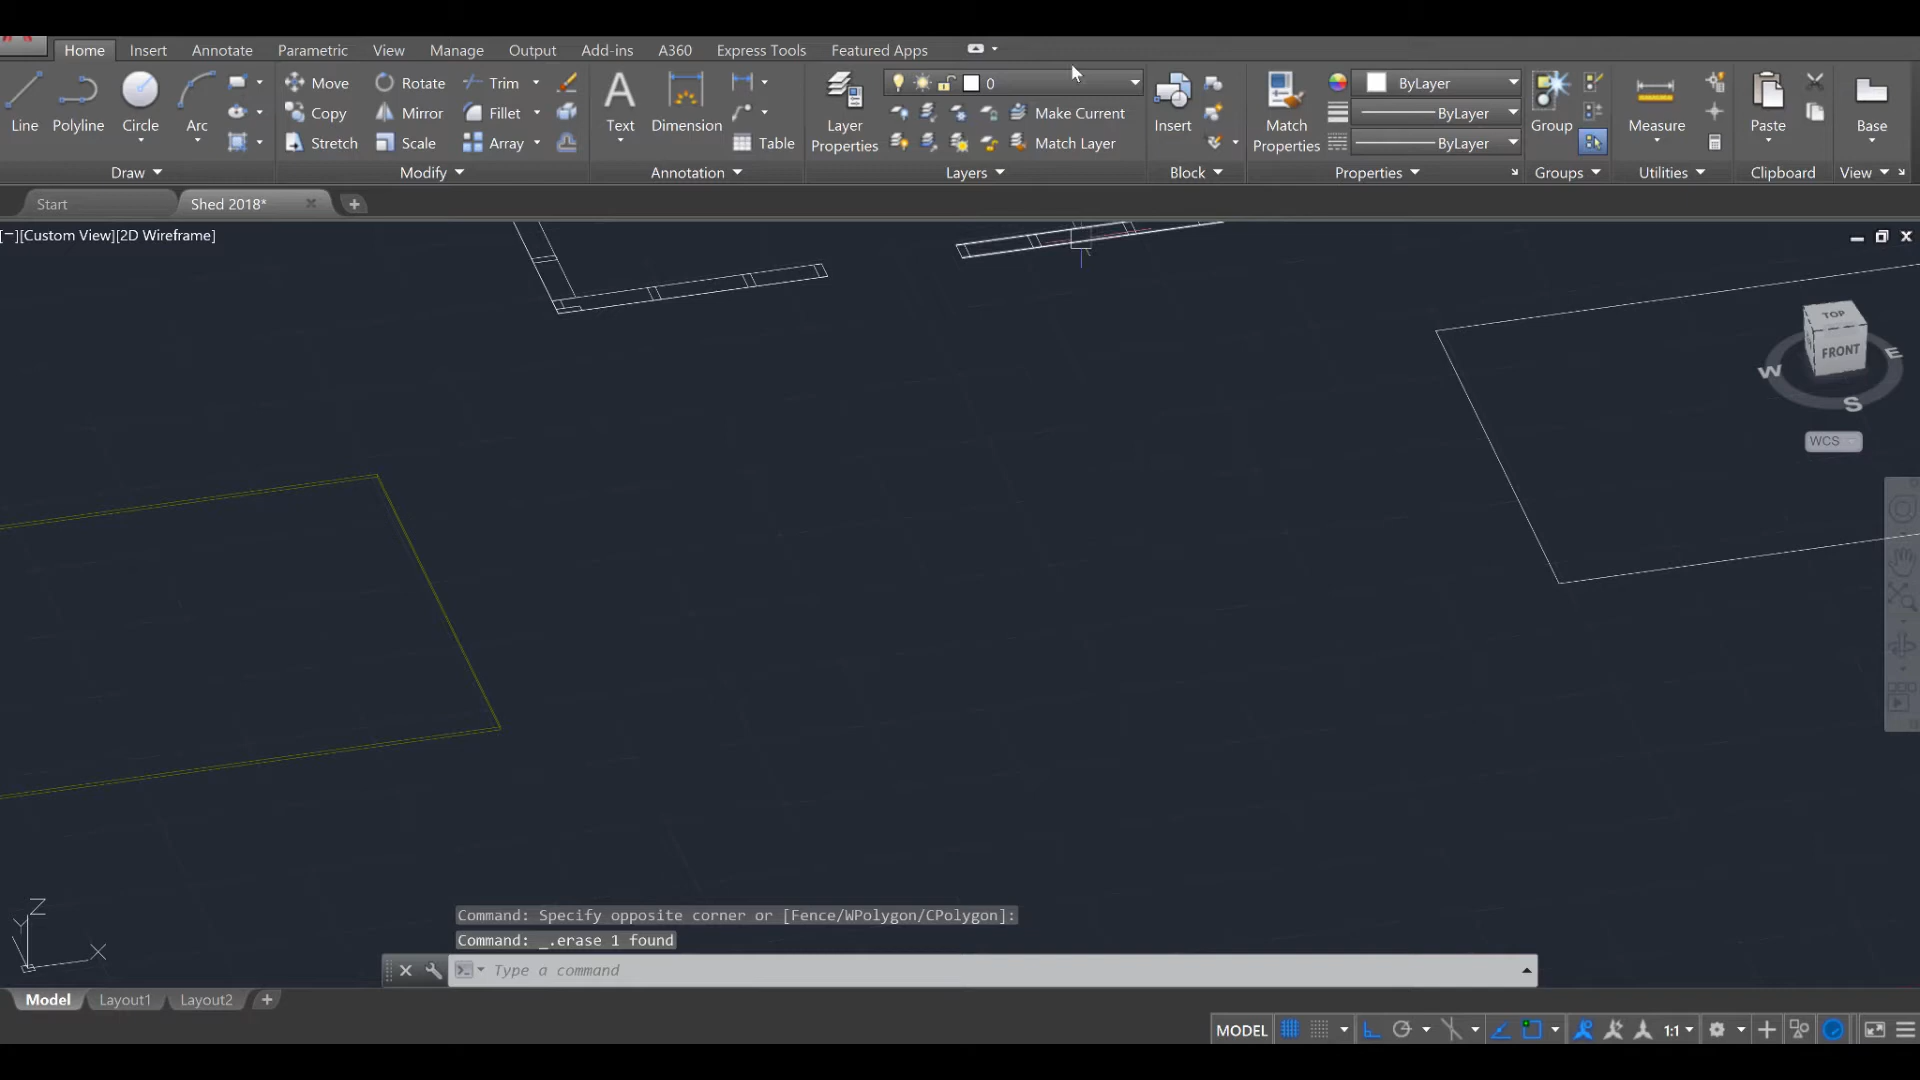 Home Insert Annotate Parametric View Manage Output Add-ins A360 Express Tools Featured Apps
Move Rotate Trim 0 ByLayer
Copy Mirror Fillet Make Current ByLayer
Line Polyline Circle Arc Text Dimension Layer Properties Insert Match Properties Group Measure Paste Base
Stretch Scale Array Table Match Layer ByLayer
Draw Modify Annotation Layers Block Properties Groups Utilities Clipboard View
Start Shed 2018*
[−][Custom View][2D Wireframe]
TOP
FRONT
W E
S
WCS
Z
Y
X
Command: Specify opposite corner or [Fence/WPolygon/CPolygon]:
Command: _.erase 1 found
Type a command
Model Layout1 Layout2
MODEL 1:1